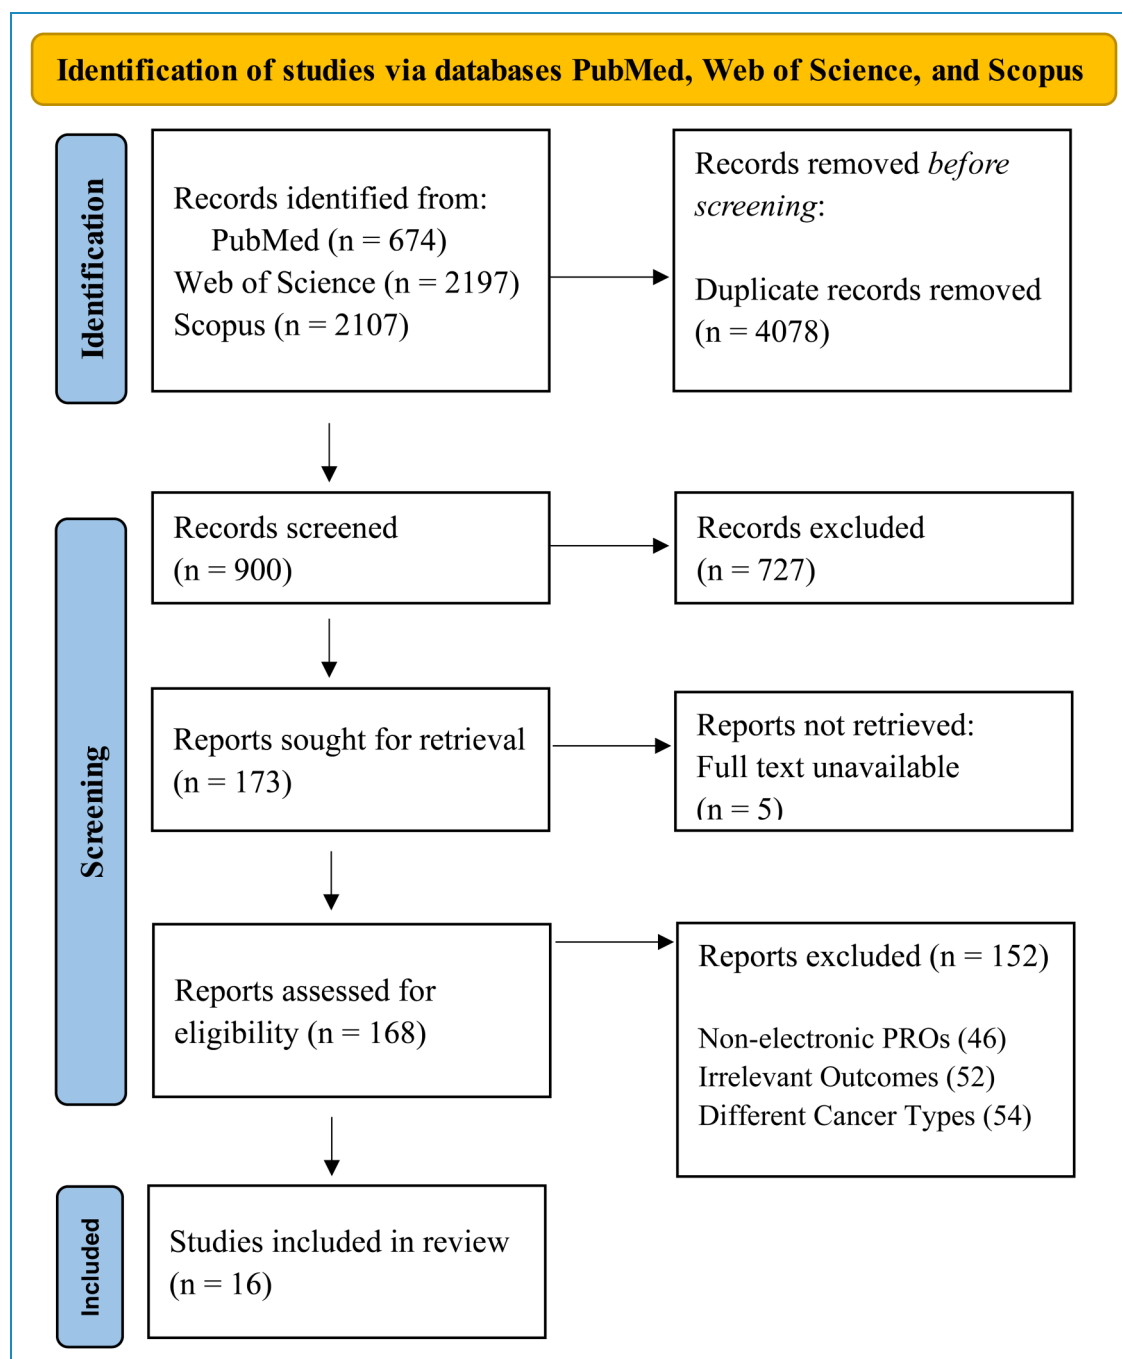 Identification of studies via databases PubMed, Web of Science, and Scopus
Identification
Records identified from:
PubMed (n = 674)
Web of Science (n = 2197)
Scopus (n = 2107)
Records removed before
screening:
Duplicate records removed
(n = 4078)
Screening
Records screened
(n = 900)
Records excluded
(n = 727)
Reports sought for retrieval
(n = 173)
Reports not retrieved:
Full text unavailable
(n = 5)
Reports assessed for
eligibility (n = 168)
Reports excluded (n = 152)
Non-electronic PROs (46)
Irrelevant Outcomes (52)
Different Cancer Types (54)
Included
Studies included in review
(n = 16)